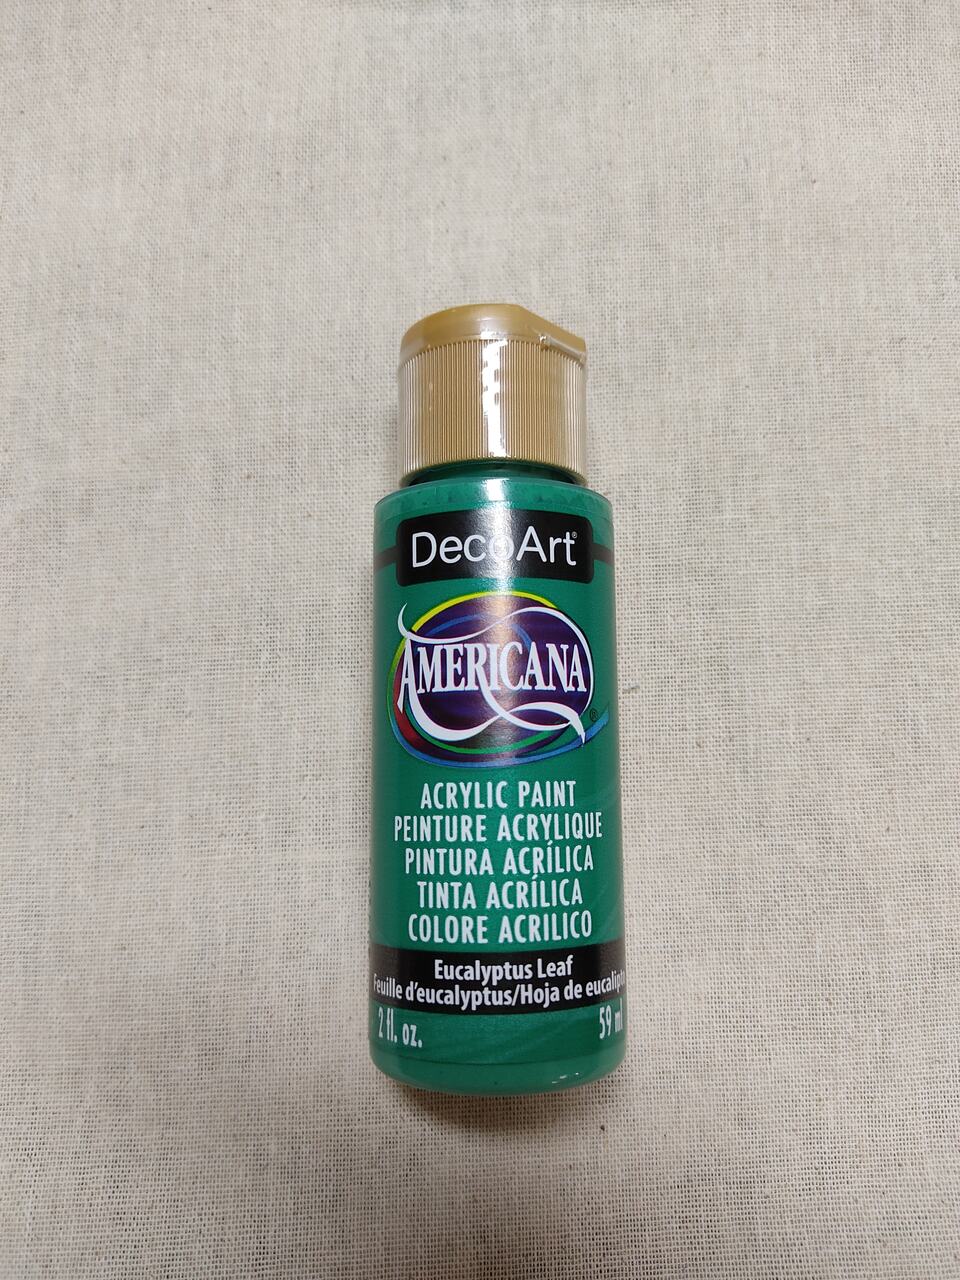 DecoArt®
AMERICANA®
ACRYLIC PAINT
PEINTURE ACRYLIQUE
PINTURA ACRÍLICA
TINTA ACRÍLICA
COLORE ACRILICO
Eucalyptus Leaf
Feuille d'eucalyptus/Hoja de eucalipto
2 fl. oz. 59 ml